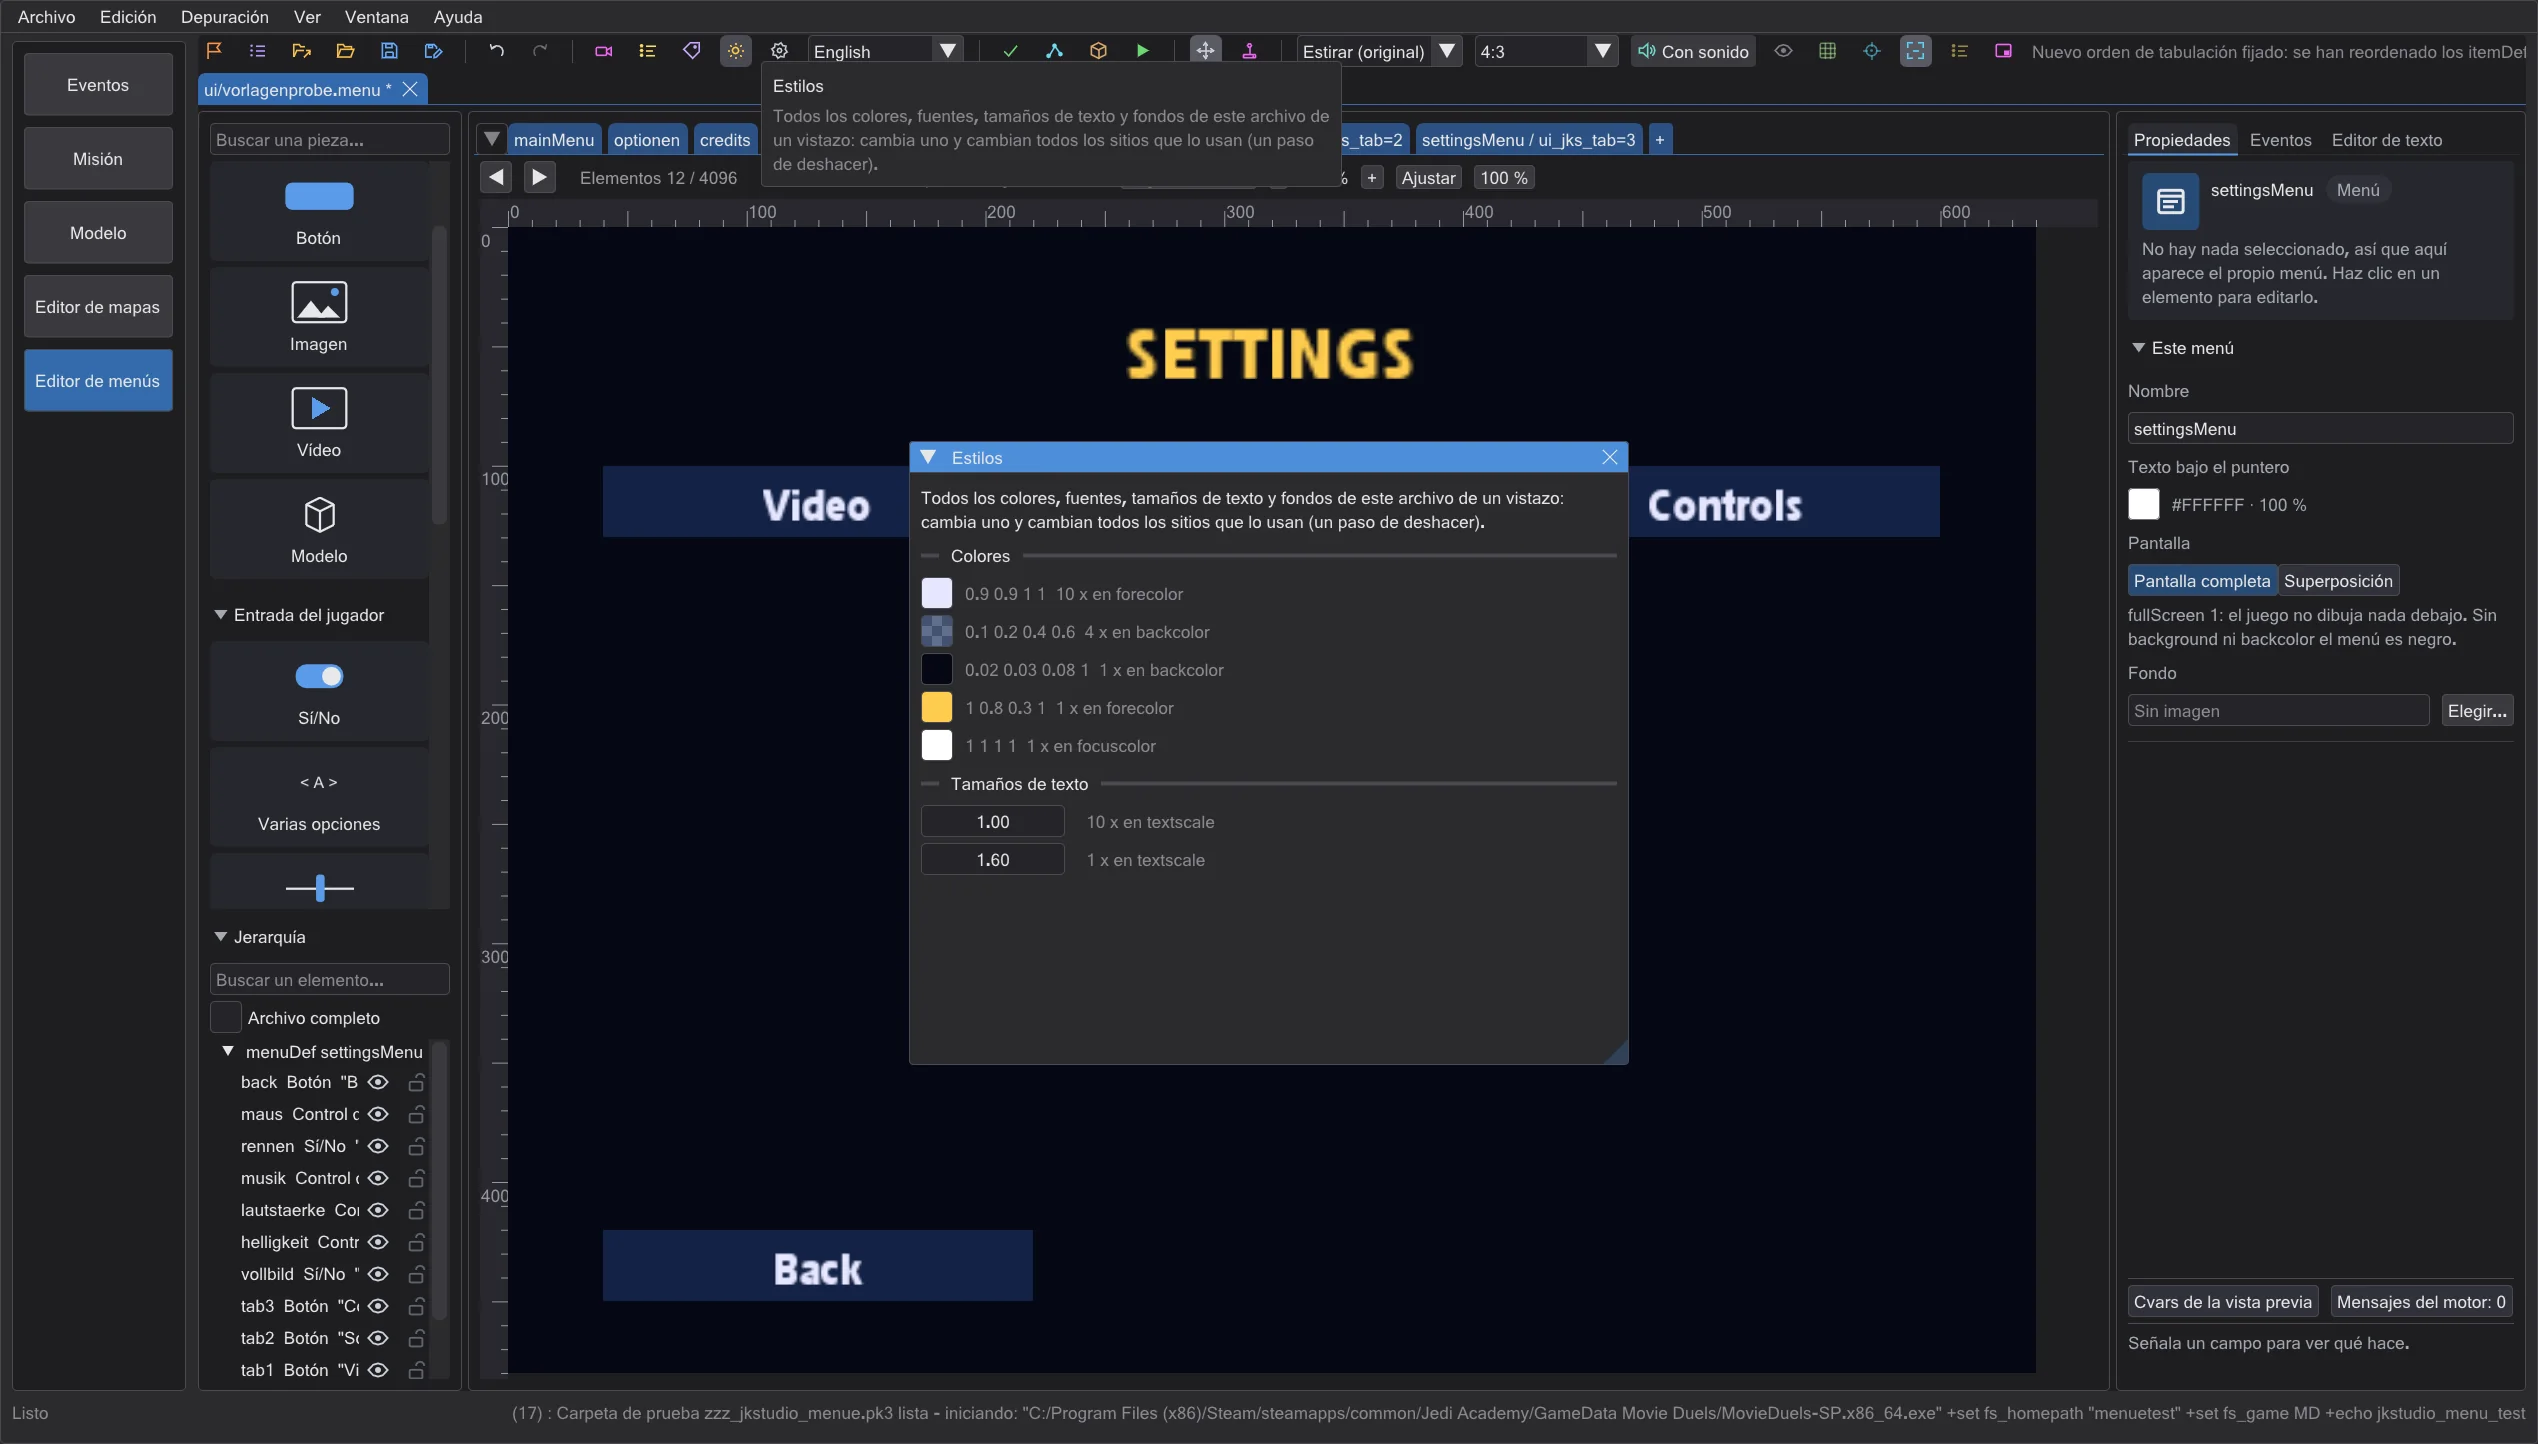 Archivo Edición Depuración Ver Ventana Ayuda
English
Estirar (original)
4:3
Con sonido
Nuevo orden de tabulación fijado: se han reordenado los itemDef
Eventos
Misión
Modelo
Editor de mapas
Editor de menús
ui/vorlagenprobe.menu *
Estilos
Todos los colores, fuentes, tamaños de texto y fondos de este archivo de
un vistazo: cambia uno y cambian todos los sitios que lo usan (un paso
de deshacer).
Buscar una pieza...
Botón
Imagen
Vídeo
Modelo
Entrada del jugador
Sí/No
< A >
Varias opciones
Jerarquía
Buscar un elemento...
Archivo completo
menuDef settingsMenu
back Botón "B
maus Control
rennen Sí/No "
musik Control
lautstaerke Co
helligkeit Contr
vollbild Sí/No "
tab3 Botón "C
tab2 Botón "S
tab1 Botón "Vi
mainMenu optionen credits
s_tab=2 settingsMenu / ui_jks_tab=3 +
Elementos 12 / 4096
% + Ajustar 100 %
0 100 200 300 400 500 600
0
100
200
300
400
SETTINGS
Video
Controls
Back
Estilos
Todos los colores, fuentes, tamaños de texto y fondos de este archivo de un vistazo:
cambia uno y cambian todos los sitios que lo usan (un paso de deshacer).
Colores
0.9 0.9 1 1 10 x en forecolor
0.1 0.2 0.4 0.6 4 x en backcolor
0.02 0.03 0.08 1 1 x en backcolor
1 0.8 0.3 1 1 x en forecolor
1 1 1 1 1 x en focuscolor
Tamaños de texto
1.00 10 x en textscale
1.60 1 x en textscale
Propiedades Eventos Editor de texto
settingsMenu Menú
No hay nada seleccionado, así que aquí
aparece el propio menú. Haz clic en un
elemento para editarlo.
Este menú
Nombre
settingsMenu
Texto bajo el puntero
#FFFFFF · 100 %
Pantalla
Pantalla completa Superposición
fullScreen 1: el juego no dibuja nada debajo. Sin
background ni backcolor el menú es negro.
Fondo
Sin imagen Elegir...
Cvars de la vista previa Mensajes del motor: 0
Señala un campo para ver qué hace.
Listo
(17) : Carpeta de prueba zzz_jkstudio_menue.pk3 lista - iniciando: "C:/Program Files (x86)/Steam/steamapps/common/Jedi Academy/GameData Movie Duels/MovieDuels-SP.x86_64.exe" +set fs_homepath "menuetest" +set fs_game MD +echo jkstudio_menu_test